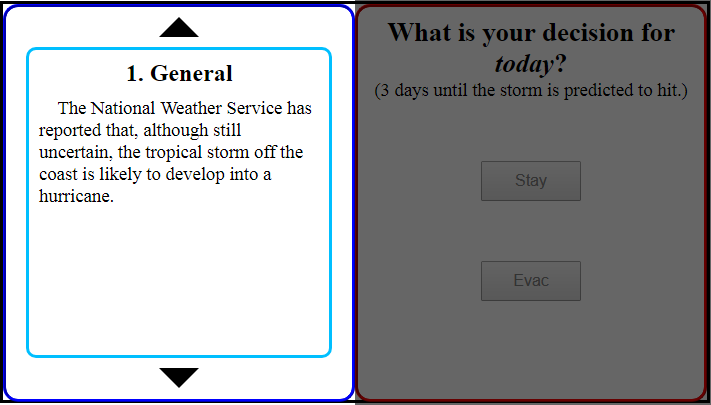 1. General
The National Weather Service has
reported that, although still
uncertain, the tropical storm off the
coast is likely to develop into a
hurricane.
What is your decision for
today?
(3 days until the storm is predicted to hit.)
Stay
Evac